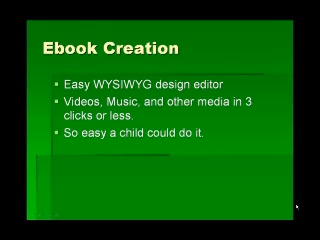 Ebook Creation
Easy WYSIWYG design editor
Videos, Music, and other media in 3
clicks or less.
So easy a child could do it.